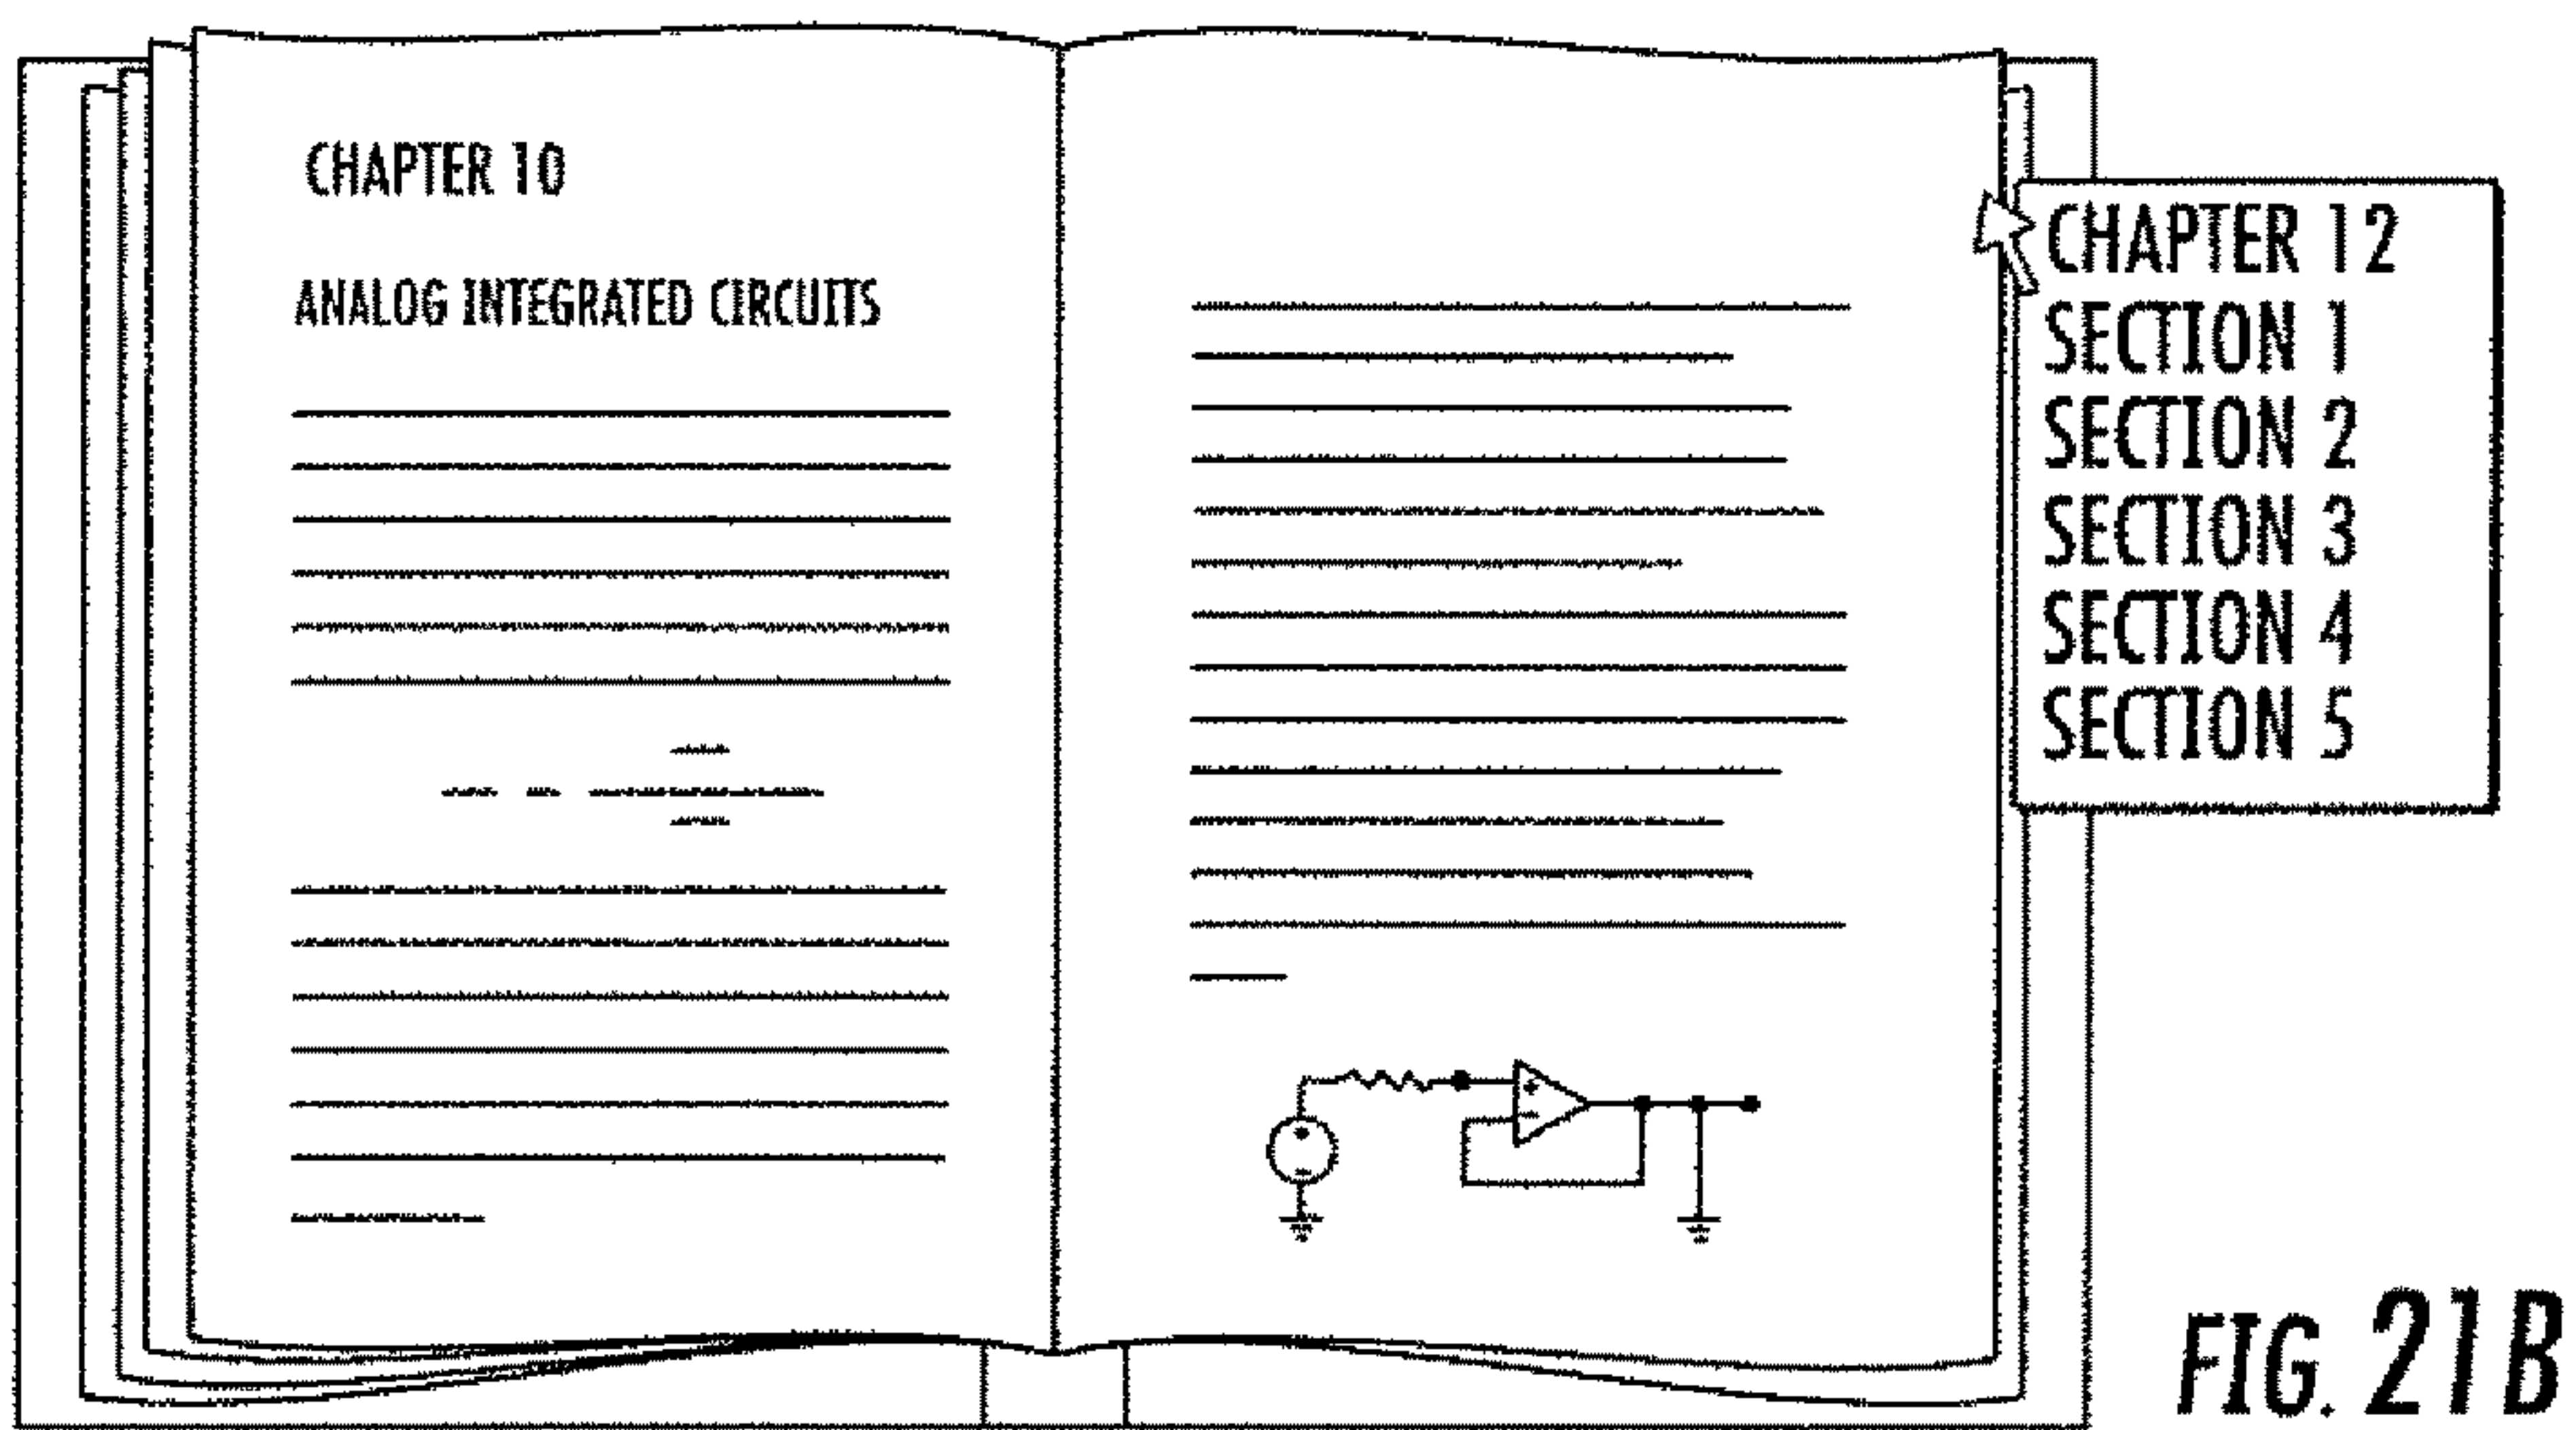 CHAPTER 10
ANALOG INTEGRATED CIRCUITS
CHAPTER 12
SECTION 1
SECTION 2
SECTION 3
SECTION 4
SECTION 5
FIG. 21B